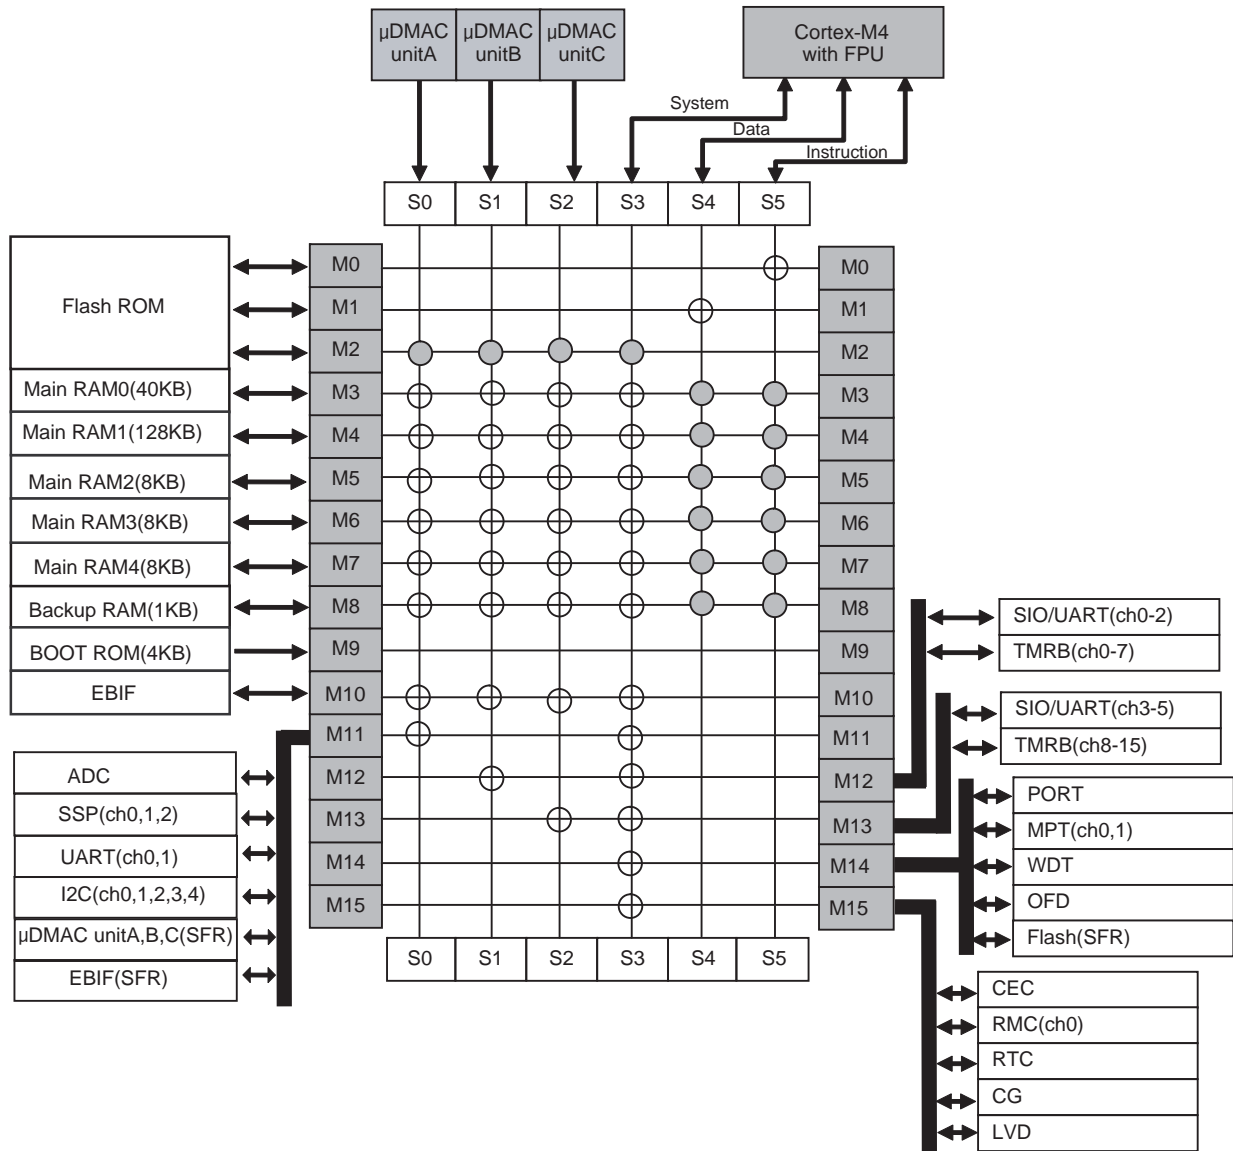 μDMAC
unitA
μDMAC
unitB
μDMAC
unitC
Cortex-M4
with FPU
System
Data
Instruction
S0
S1
S2
S3
S4
S5
Flash ROM
Main RAM0(40KB)
Main RAM1(128KB)
Main RAM2(8KB)
Main RAM3(8KB)
Main RAM4(8KB)
Backup RAM(1KB)
BOOT ROM(4KB)
EBIF
ADC
SSP(ch0,1,2)
UART(ch0,1)
I2C(ch0,1,2,3,4)
μDMAC unitA,B,C(SFR)
EBIF(SFR)
M0
M1
M2
M3
M4
M5
M6
M7
M8
M9
M10
M11
M12
M13
M14
M15
M0
M1
M2
M3
M4
M5
M6
M7
M8
M9
M10
M11
M12
M13
M14
M15
S0
S1
S2
S3
S4
S5
SIO/UART(ch0-2)
TMRB(ch0-7)
SIO/UART(ch3-5)
TMRB(ch8-15)
PORT
MPT(ch0,1)
WDT
OFD
Flash(SFR)
CEC
RMC(ch0)
RTC
CG
LVD